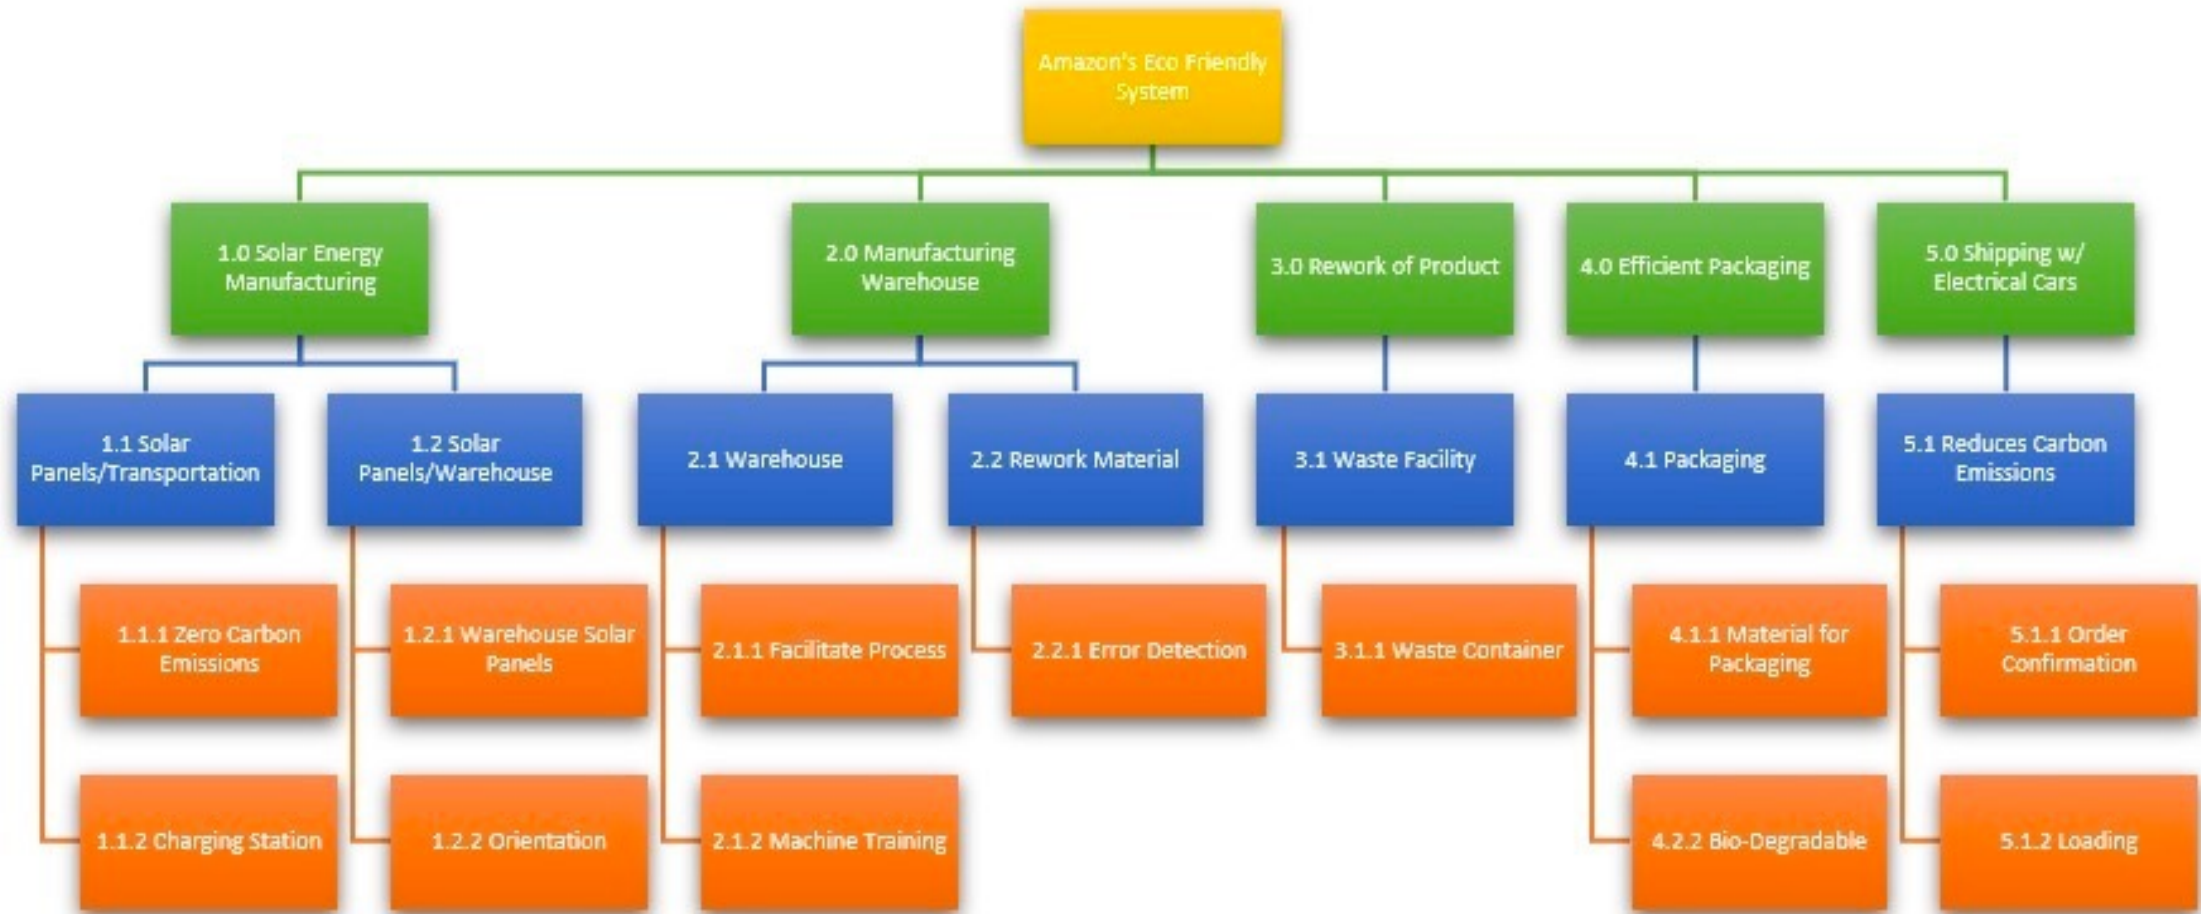 Amazon's Eco Friendly
System
1.0 Solar Energy
Manufacturing
2.0 Manufacturing
Warehouse
3.0 Rework of Product
4.0 Efficient Packaging
5.0 Shipping w/
Electrical Cars
1.1 Solar
Panels/Transportation
1.2 Solar
Panels/Warehouse
2.1 Warehouse
2.2 Rework Material
3.1 Waste Facility
4.1 Packaging
5.1 Reduces Carbon
Emissions
1.1.1 Zero Carbon
Emissions
1.2.1 Warehouse Solar
Panels
2.1.1 Facilitate Process
2.2.1 Error Detection
3.1.1 Waste Container
4.1.1 Material for
Packaging
5.1.1 Order
Confirmation
1.1.2 Charging Station
1.2.2 Orientation
2.1.2 Machine Training
4.2.2 Bio-Degradable
5.1.2 Loading